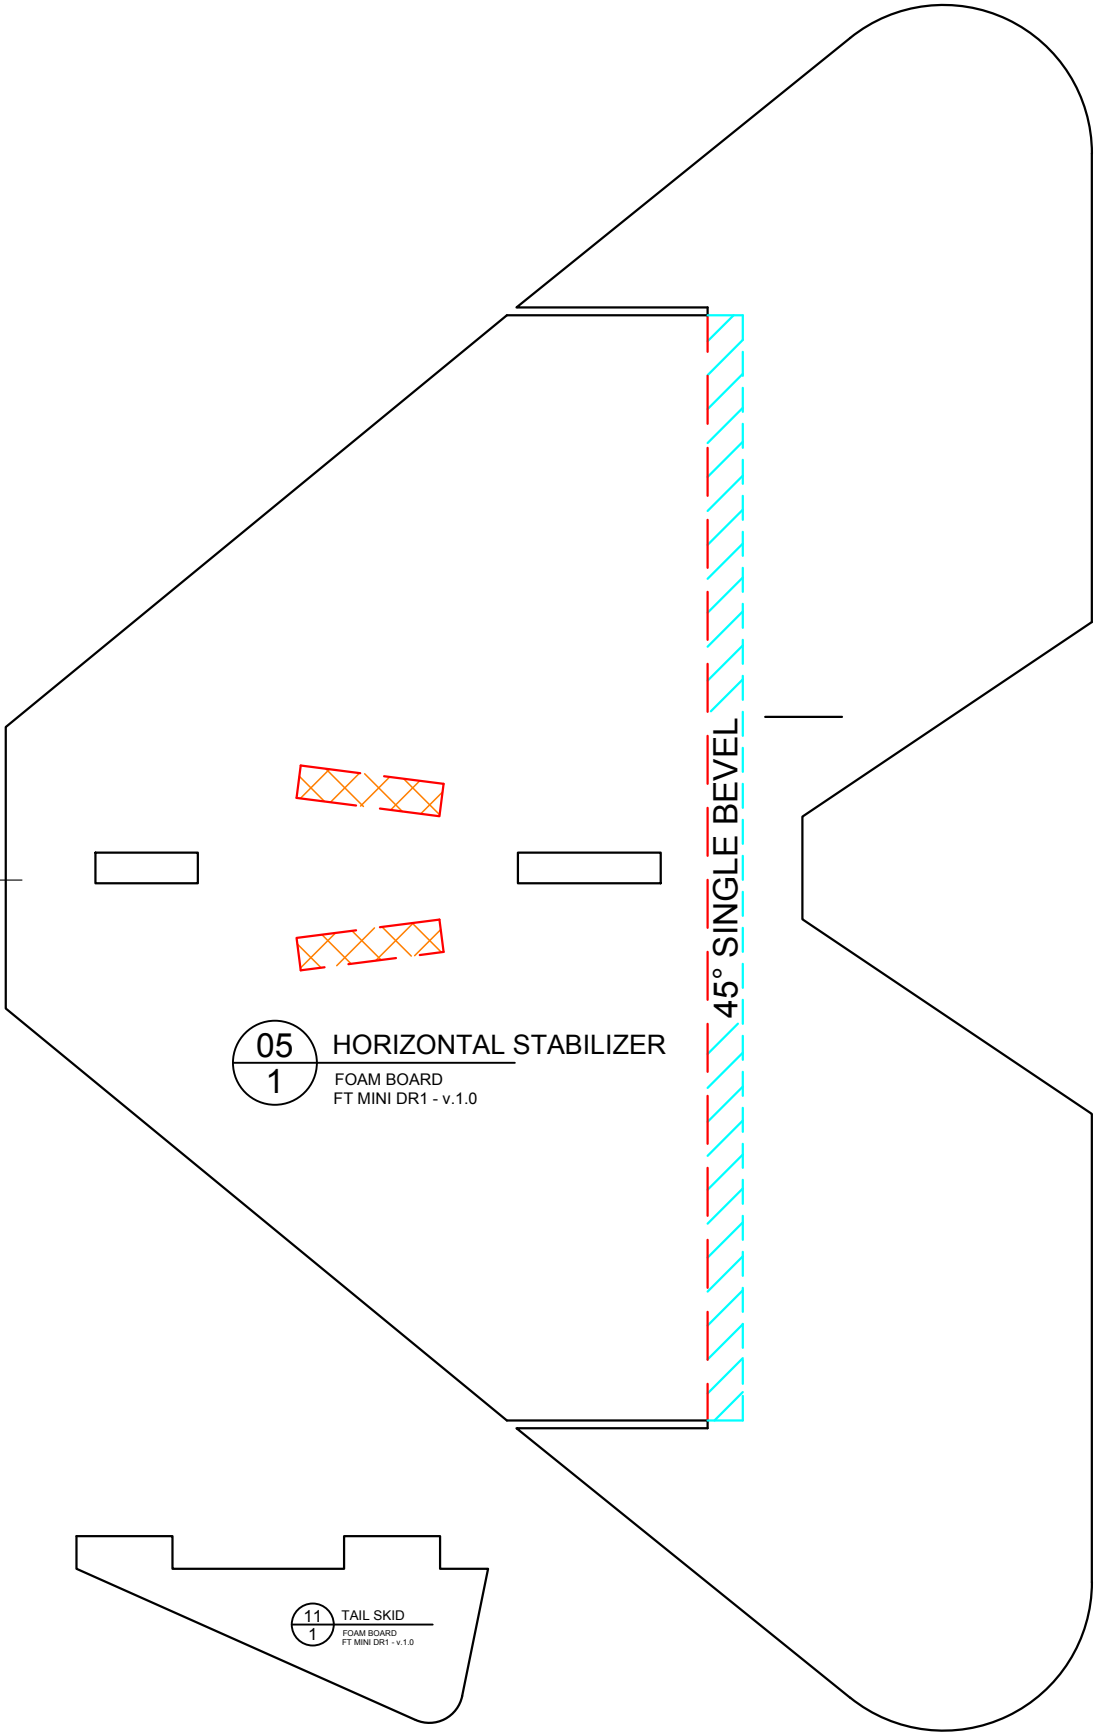 45° SINGLE BEVEL
05
1
HORIZONTAL STABILIZER
FOAM BOARD
FT MINI DR1 - v.1.0
11
1
TAIL SKID
FOAM BOARD
FT MINI DR1 - v.1.0